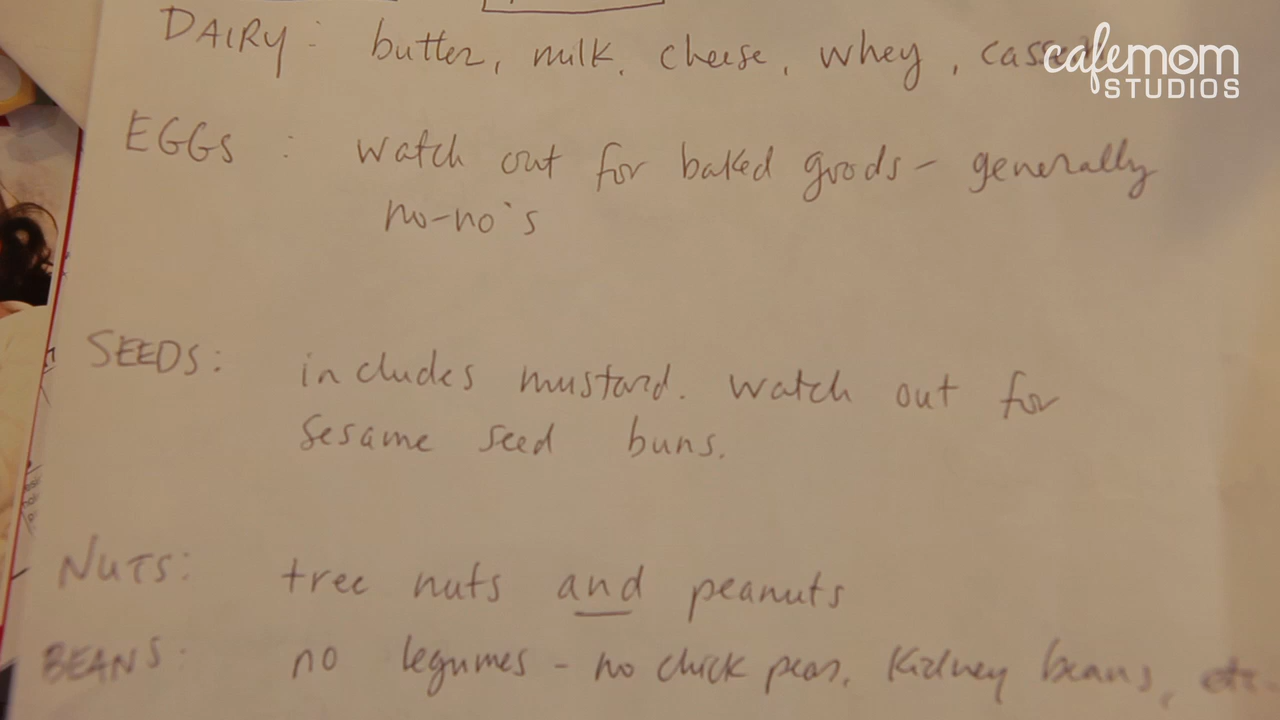 DAIRY: butter, milk, cheese, whey,
cafemom
STUDIOS
EGGS: watch out for baked goods - generally
no-no's
SEEDS: includes mustard. watch out for
sesame seed buns.
NUTS: tree nuts and peanuts
BEANS: no legumes - no chick peas, kidney beans, etc.